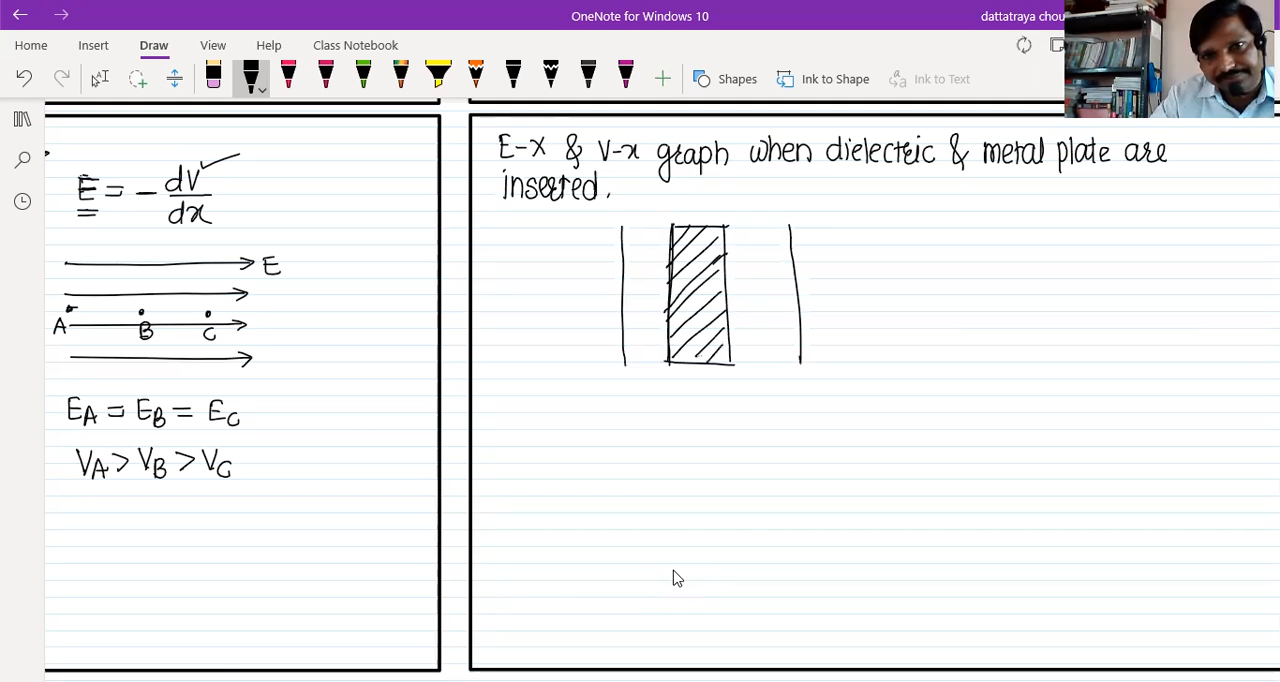 OneNote for Windows 10
dattatraya chou
Home Insert Draw View Help Class Notebook
Shapes Ink to Shape Ink to Text
E = - dV/dx
E
A B C
EA = EB = EC
VA > VB > VC
E-X & V-x graph when dielectric & metal plate are
inserted.